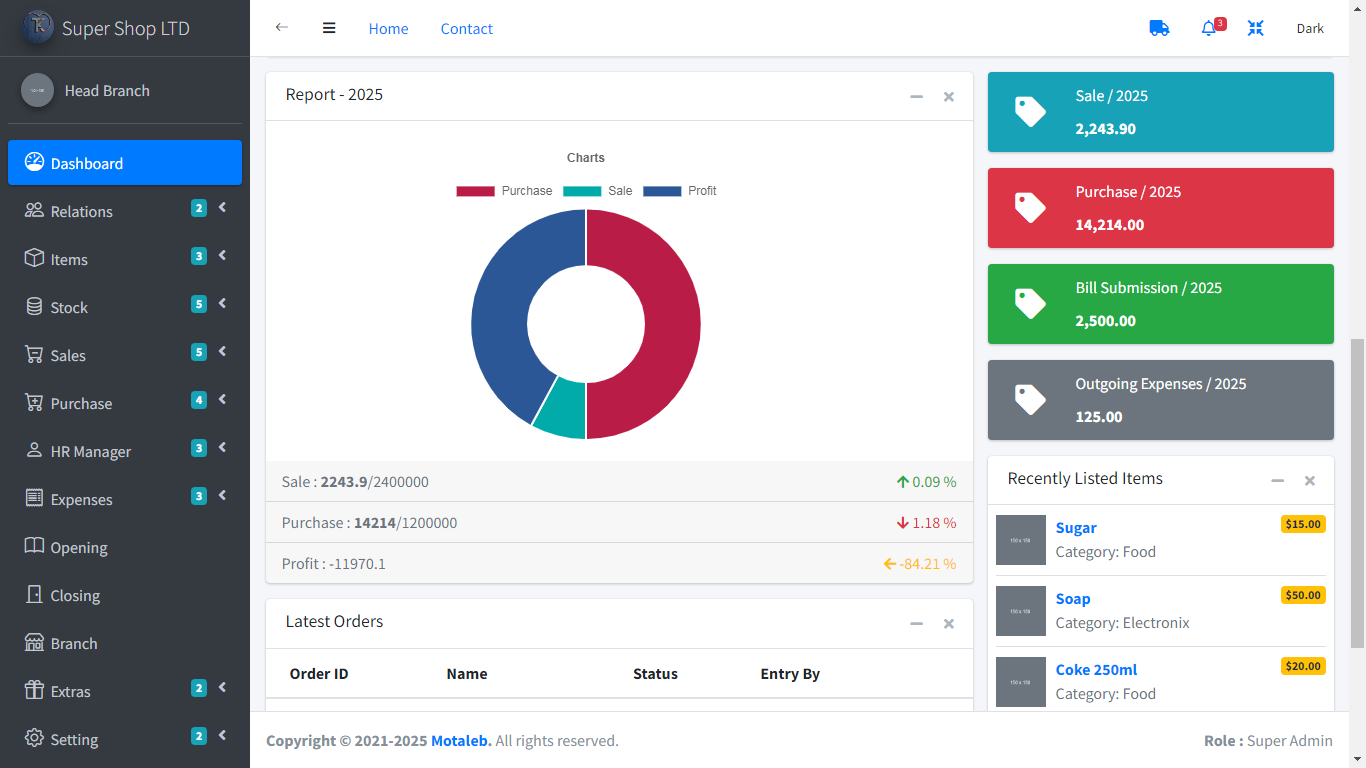 Super Shop LTD
Home
Contact
3
Dark
Head Branch
Dashboard
Relations 2
Items 3
Stock 5
Sales 5
Purchase 4
HR Manager 3
Expenses 3
Opening
Closing
Branch
Extras 2
Setting 2
Report - 2025
Charts
Purchase Sale Profit
Sale : 2243.9/2400000 0.09 %
Purchase : 14214/1200000 1.18 %
Profit : -11970.1 -84.21 %
Latest Orders
Order ID Name Status Entry By
Sale / 2025
2,243.90
Purchase / 2025
14,214.00
Bill Submission / 2025
2,500.00
Outgoing Expenses / 2025
125.00
Recently Listed Items
150 x 150
Sugar $15.00
Category: Food
150 x 150
Soap $50.00
Category: Electronix
150 x 150
Coke 250ml $20.00
Category: Food
Copyright © 2021-2025 Motaleb. All rights reserved.
Role : Super Admin